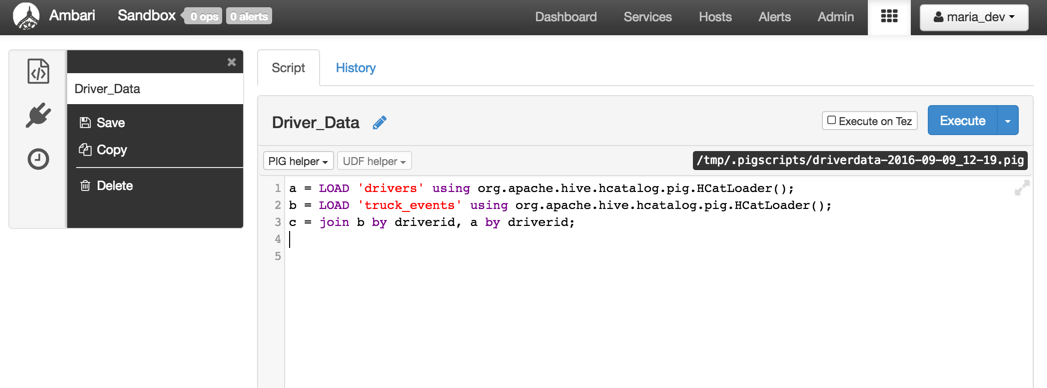 Ambari Sandbox 0 ops 0 alerts Dashboard Services Hosts Alerts Admin maria_dev
Driver_Data
Save
Copy
Delete
Script History
Driver_Data Execute on Tez Execute
PIG helper UDF helper /tmp/.pigscripts/driverdata-2016-09-09_12-19.pig
1 a = LOAD 'drivers' using org.apache.hive.hcatalog.pig.HCatLoader();
2 b = LOAD 'truck_events' using org.apache.hive.hcatalog.pig.HCatLoader();
3 c = join b by driverid, a by driverid;
4
5